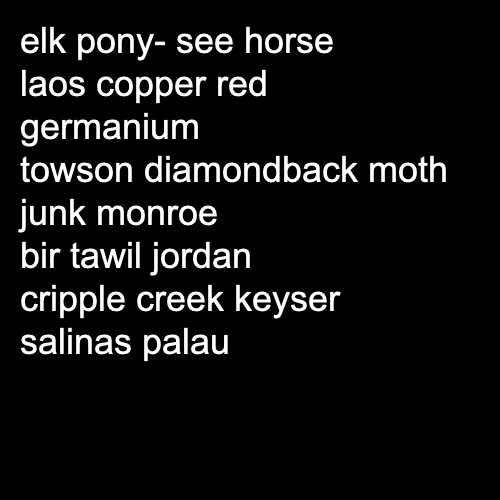 elk pony- see horse
laos copper red
germanium
towson diamondback moth
junk monroe
bir tawil jordan
cripple creek keyser
salinas palau